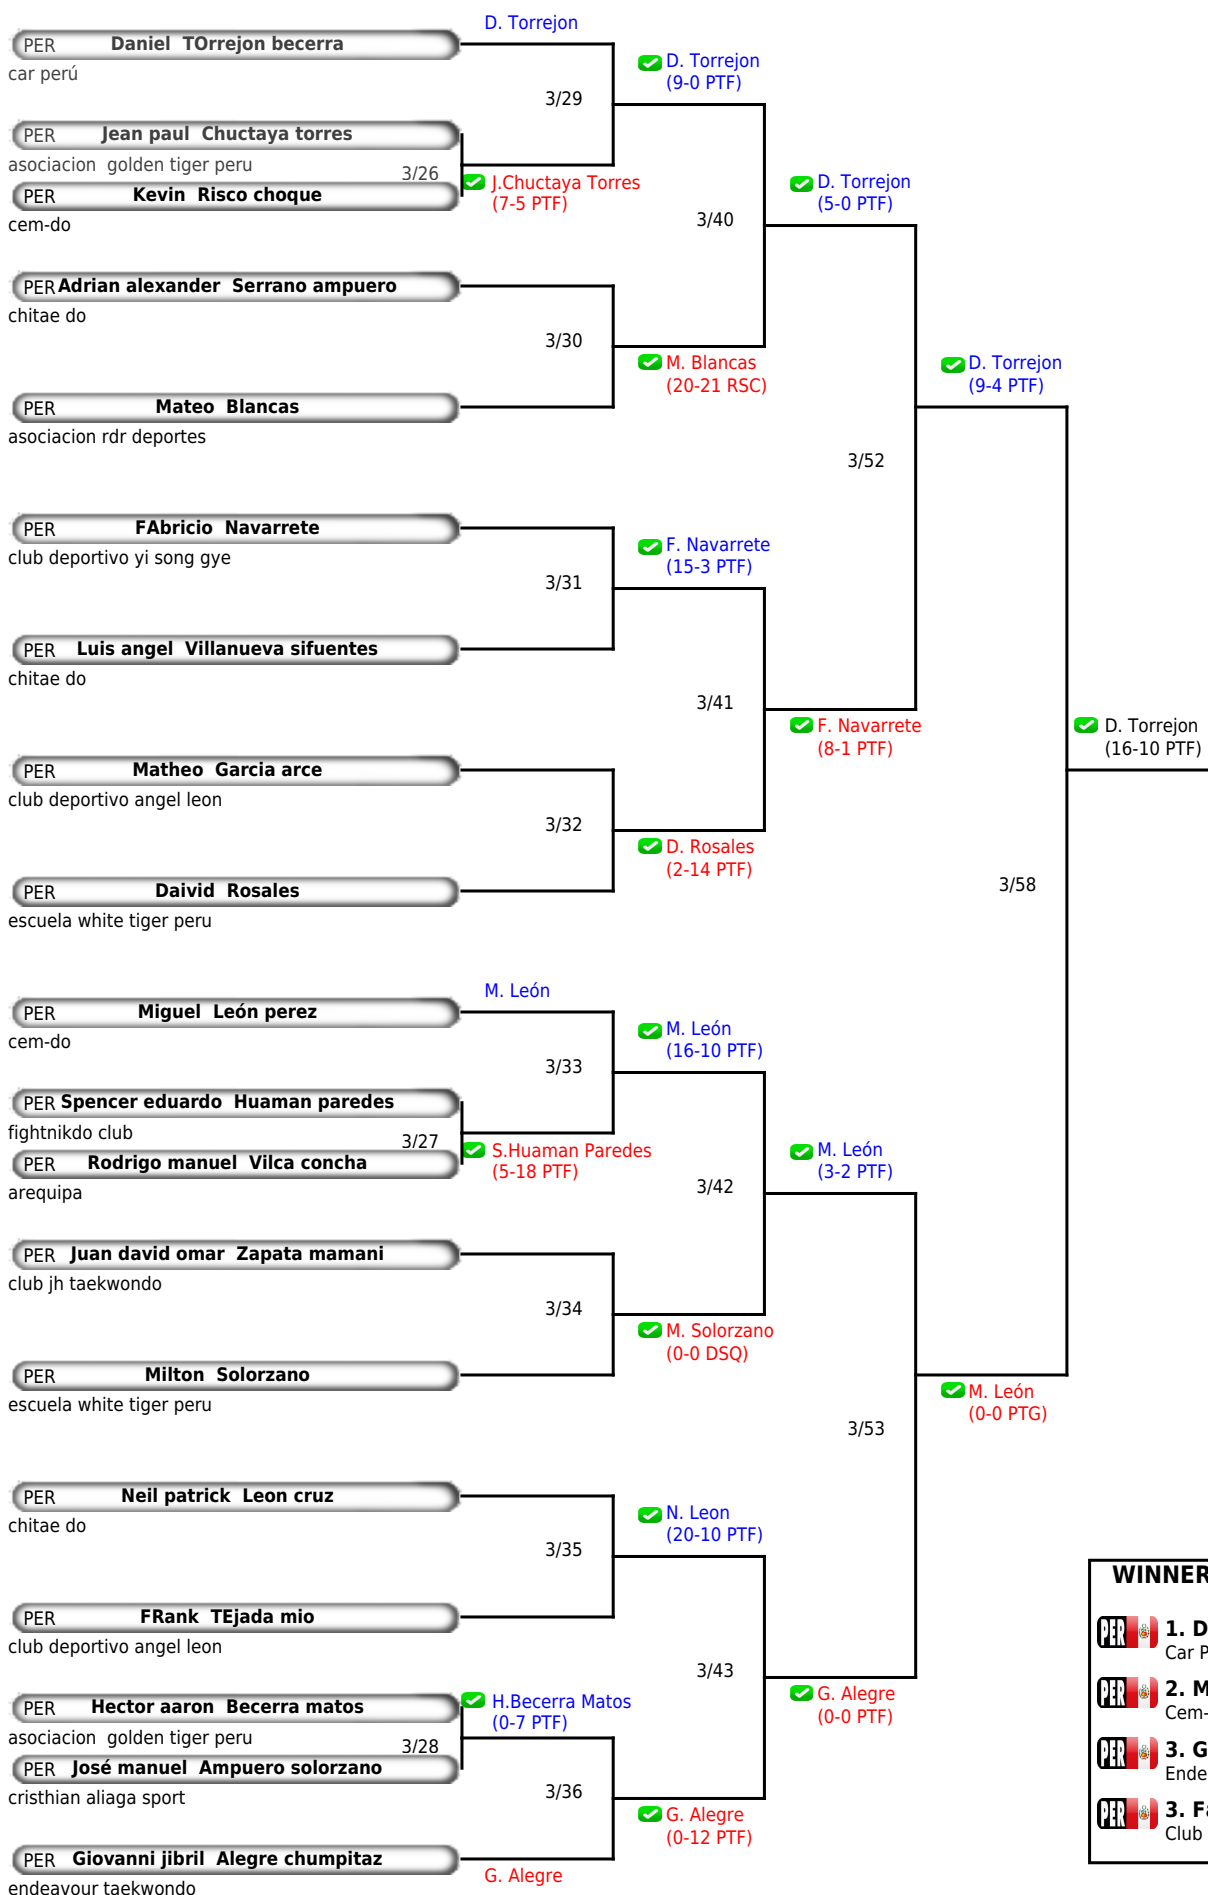 D. Torrejon
PER Daniel TOrrejon becerra
car perú
D. Torrejon
(9-0 PTF)
3/29
PER Jean paul Chuctaya torres
asociacion golden tiger peru
3/26
J.Chuctaya Torres
(7-5 PTF)
PER Kevin Risco choque
cem-do
D. Torrejon
(5-0 PTF)
3/40
PER Adrian alexander Serrano ampuero
chitae do
3/30
M. Blancas
(20-21 RSC)
PER Mateo Blancas
asociacion rdr deportes
D. Torrejon
(9-4 PTF)
3/52
PER FAbricio Navarrete
club deportivo yi song gye
F. Navarrete
(15-3 PTF)
3/31
PER Luis angel Villanueva sifuentes
chitae do
3/41
F. Navarrete
(8-1 PTF)
D. Torrejon
(16-10 PTF)
PER Matheo Garcia arce
club deportivo angel leon
3/32
D. Rosales
(2-14 PTF)
PER Daivid Rosales
escuela white tiger peru
3/58
M. León
PER Miguel León perez
cem-do
M. León
(16-10 PTF)
3/33
PER Spencer eduardo Huaman paredes
fightnikdo club
3/27
S.Huaman Paredes
(5-18 PTF)
PER Rodrigo manuel Vilca concha
arequipa
M. León
(3-2 PTF)
3/42
PER Juan david omar Zapata mamani
club jh taekwondo
3/34
M. Solorzano
(0-0 DSQ)
PER Milton Solorzano
escuela white tiger peru
M. León
(0-0 PTG)
3/53
PER Neil patrick Leon cruz
chitae do
N. Leon
(20-10 PTF)
3/35
PER FRank TEjada mio
club deportivo angel leon
3/43
PER Hector aaron Becerra matos
asociacion golden tiger peru
3/28
H.Becerra Matos
(0-7 PTF)
G. Alegre
(0-0 PTF)
PER José manuel Ampuero solorzano
cristhian aliaga sport
3/36
G. Alegre
(0-12 PTF)
PER Giovanni jibril Alegre chumpitaz
endeavour taekwondo
G. Alegre
WINNER
PER 1. D
Car P
PER 2. M
Cem-
PER 3. G
Ende
PER 3. Fa
Club